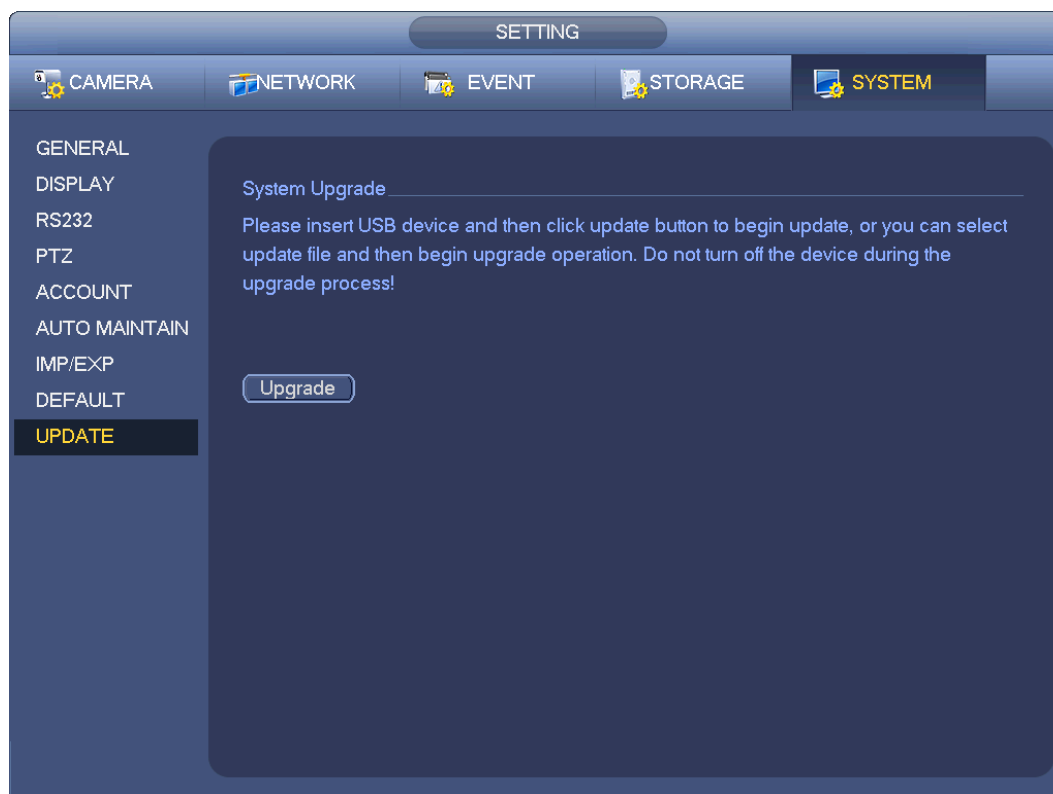 SETTING
CAMERA NETWORK EVENT STORAGE SYSTEM
GENERAL
DISPLAY
RS232
PTZ
ACCOUNT
AUTO MAINTAIN
IMP/EXP
DEFAULT
UPDATE
System Upgrade
Please insert USB device and then click update button to begin update, or you can select
update file and then begin upgrade operation. Do not turn off the device during the
upgrade process!
Upgrade